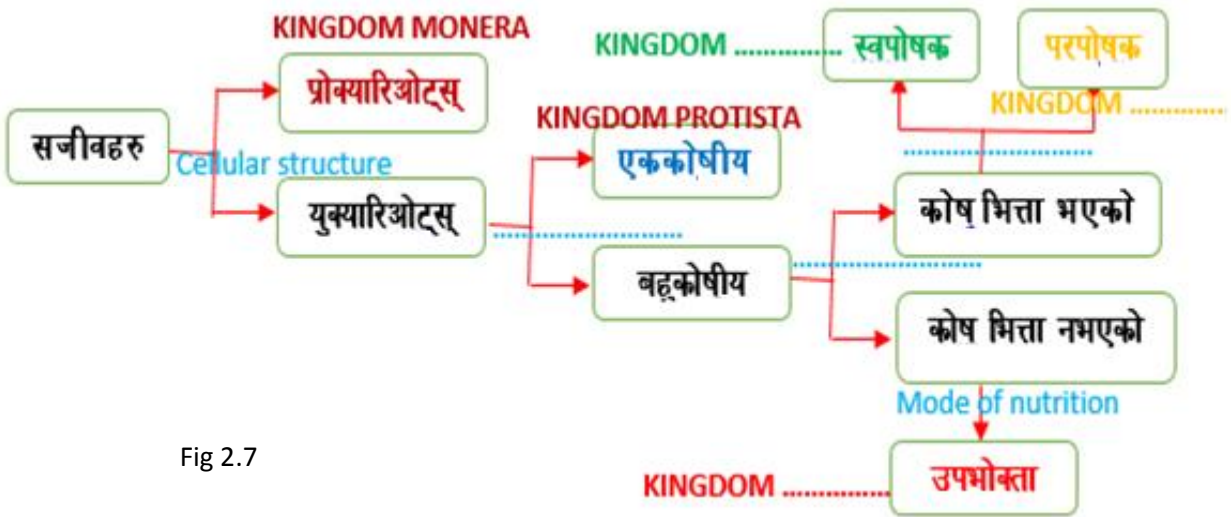 KINGDOM MONERA
KINGDOM ............... स्वपोषक
परपोषक
प्रोक्यारिओट्स्
KINGDOM .............
KINGDOM PROTISTA
सजीवहरु
Cellular structure
एककोषीय
...........................
युक्यारिओट्स्
कोष भित्ता भएको
.....................................
बहुकोषीय
...........................
कोष भित्ता नभएको
Mode of nutrition
Fig 2.7
KINGDOM ............... उपभोक्ता